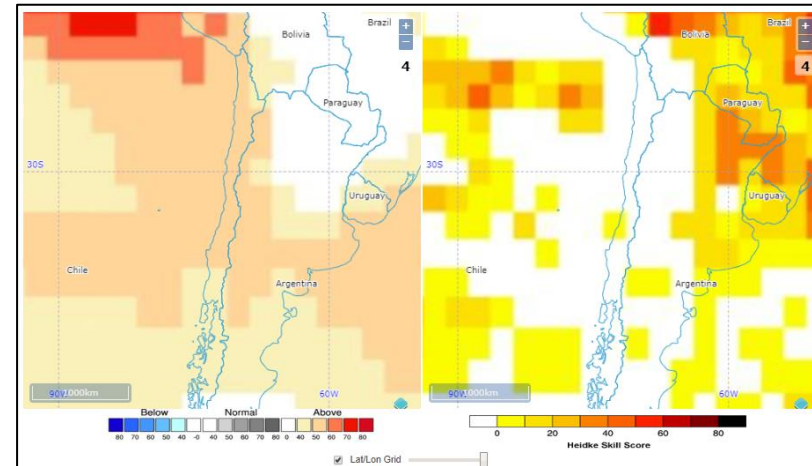 Bolivia
Brazil
+
−
4
Paraguay
30S
Uruguay
Chile
Argentina
1000km
90W
60W
Bolivia
Brazil
+
−
4
Paraguay
30S
Uruguay
Chile
Argentina
1000km
90W
60W
Below Normal Above
80 70 60 50 40 -0 40 50 60 70 80 0 40 50 60 70 80
0 20 40 60 80
Heidke Skill Score
Lat/Lon Grid